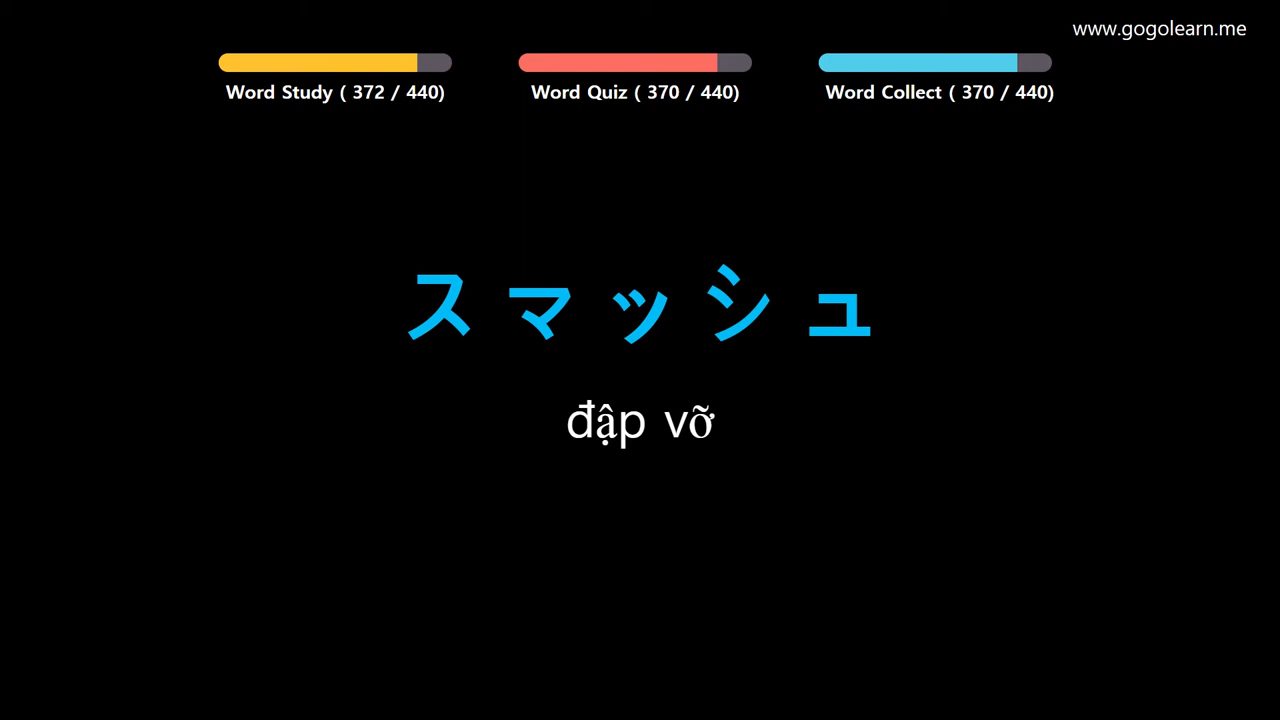 www.gogolearn.me
Word Study ( 372 / 440)
Word Quiz ( 370 / 440)
Word Collect ( 370 / 440)
スマッシュ
đập vỡ